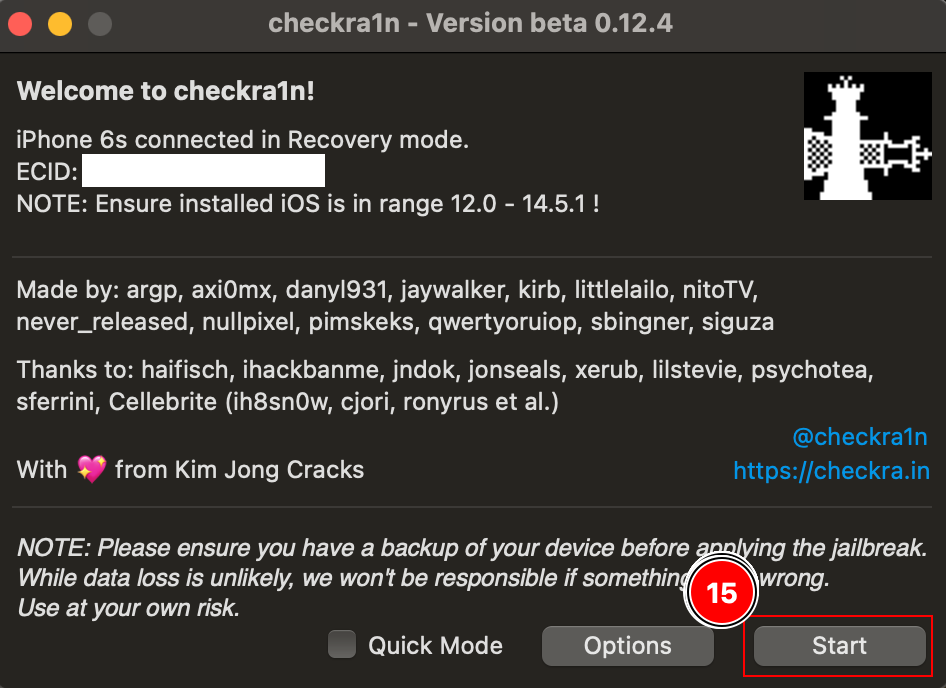 checkra1n - Version beta 0.12.4
Welcome to checkra1n!
iPhone 6s connected in Recovery mode.
ECID:
NOTE: Ensure installed iOS is in range 12.0 - 14.5.1 !
Made by: argp, axi0mx, danyl931, jaywalker, kirb, littlelailo, nitoTV,
never_released, nullpixel, pimskeks, qwertyoruiop, sbingner, siguza
Thanks to: haifisch, ihackbanme, jndok, jonseals, xerub, lilstevie, psychotea,
sferrini, Cellebrite (ih8sn0w, cjori, ronyrus et al.)
@checkra1n
With 💖 from Kim Jong Cracks
https://checkra.in
NOTE: Please ensure you have a backup of your device before applying the jailbreak.
While data loss is unlikely, we won't be responsible if something wrong.
Use at your own risk.
15
Quick Mode
Options
Start